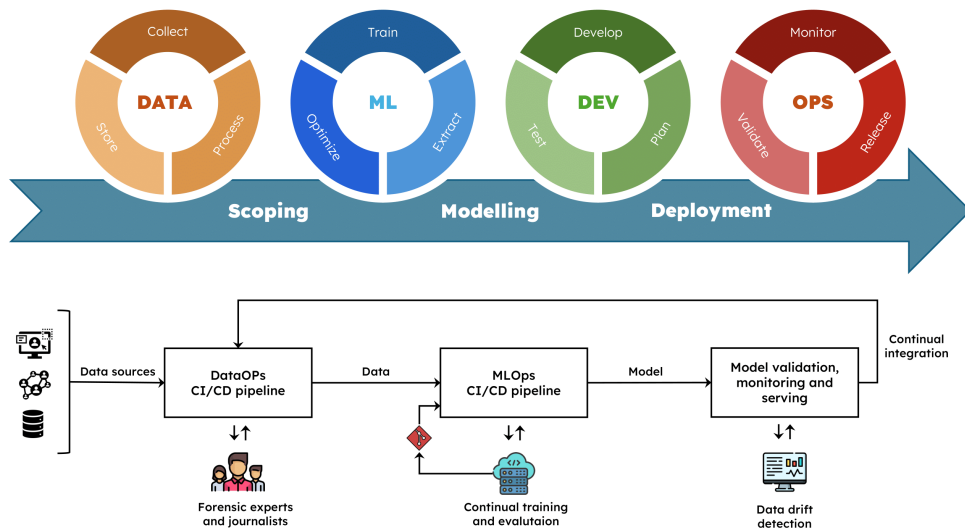 Collect
Train
Develop
Monitor
DATA
ML
DEV
OPS
Store
Process
Optimize
Extract
Test
Plan
Validate
Release
Scoping
Modelling
Deployment
Data sources
DataOPs
CI/CD pipeline
Data
MLOps
CI/CD pipeline
Model
Model validation,
monitoring and
serving
Continual
integration
Forensic experts
and journalists
Continual training
and evalutaion
Data drift
detection